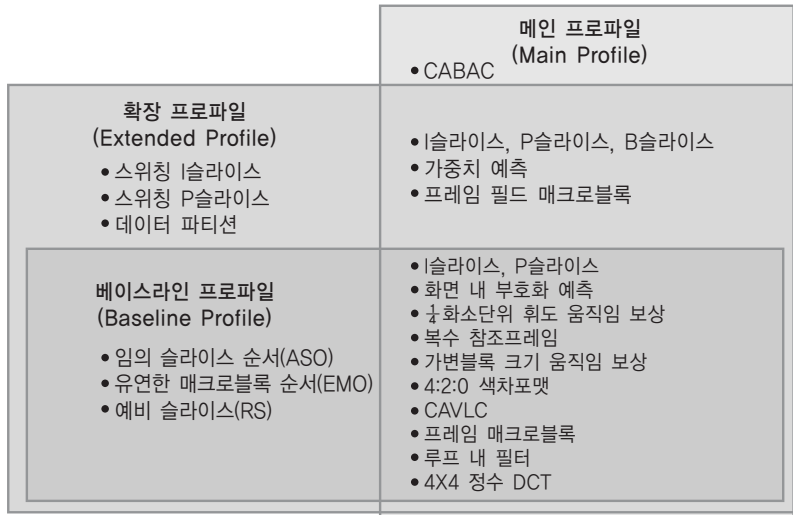 메인 프로파일
(Main Profile)
• CABAC
확장 프로파일
(Extended Profile)
• 스위칭 I슬라이스
• 스위칭 P슬라이스
• 데이터 파티션
• I슬라이스, P슬라이스, B슬라이스
• 가중치 예측
• 프레임 필드 매크로블록
베이스라인 프로파일
(Baseline Profile)
• 임의 슬라이스 순서(ASO)
• 유연한 매크로블록 순서(EMO)
• 예비 슬라이스(RS)
• I슬라이스, P슬라이스
• 화면 내 부호화 예측
• ¼화소단위 휘도 움직임 보상
• 복수 참조프레임
• 가변블록 크기 움직임 보상
• 4:2:0 색차포맷
• CAVLC
• 프레임 매크로블록
• 루프 내 필터
• 4X4 정수 DCT